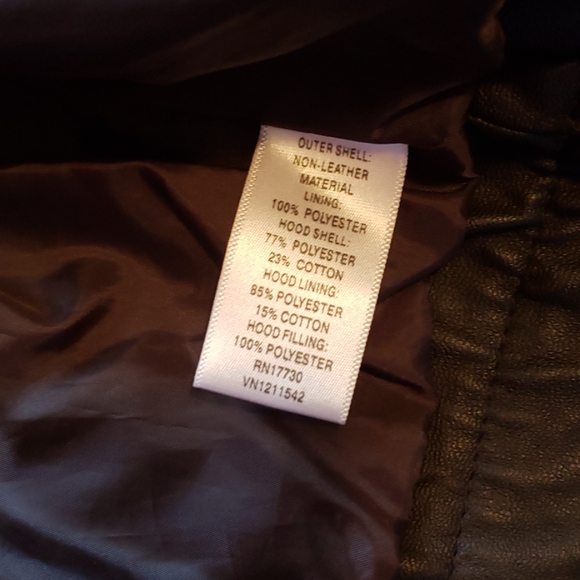 OUTER SHELL:
NON-LEATHER
MATERIAL
LINING:
100% POLYESTER
HOOD SHELL:
77% POLYESTER
23% COTTON
HOOD LINING:
85% POLYESTER
15% COTTON
HOOD FILLING:
100% POLYESTER
RN17730
VN1211542